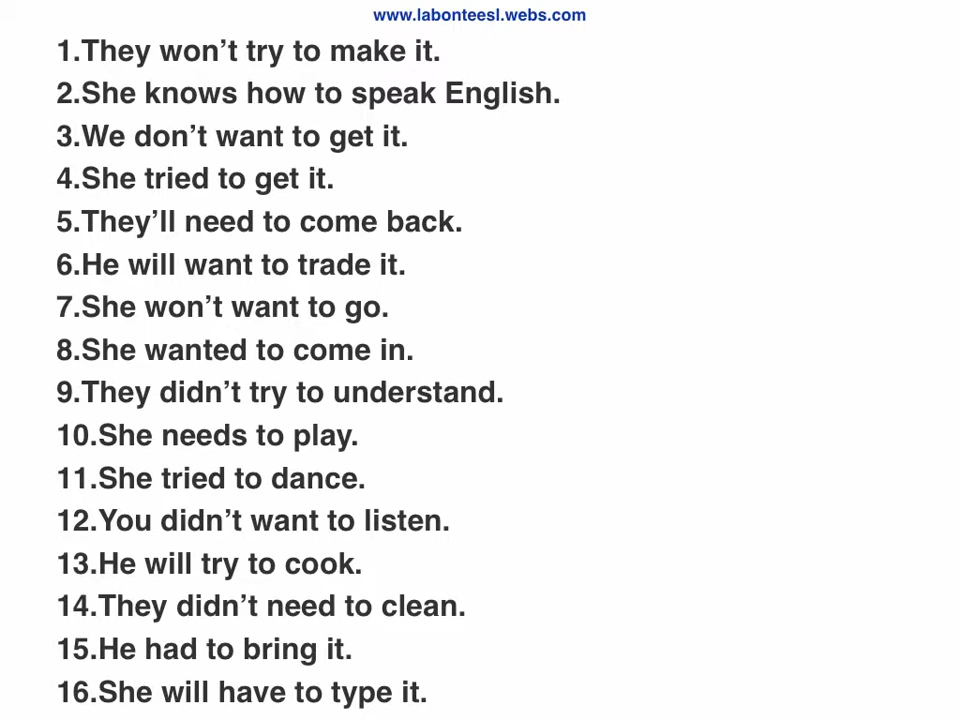 www.labonteesl.webs.com
1.They won’t try to make it.
2.She knows how to speak English.
3.We don’t want to get it.
4.She tried to get it.
5.They’ll need to come back.
6.He will want to trade it.
7.She won’t want to go.
8.She wanted to come in.
9.They didn’t try to understand.
10.She needs to play.
11.She tried to dance.
12.You didn’t want to listen.
13.He will try to cook.
14.They didn’t need to clean.
15.He had to bring it.
16.She will have to type it.